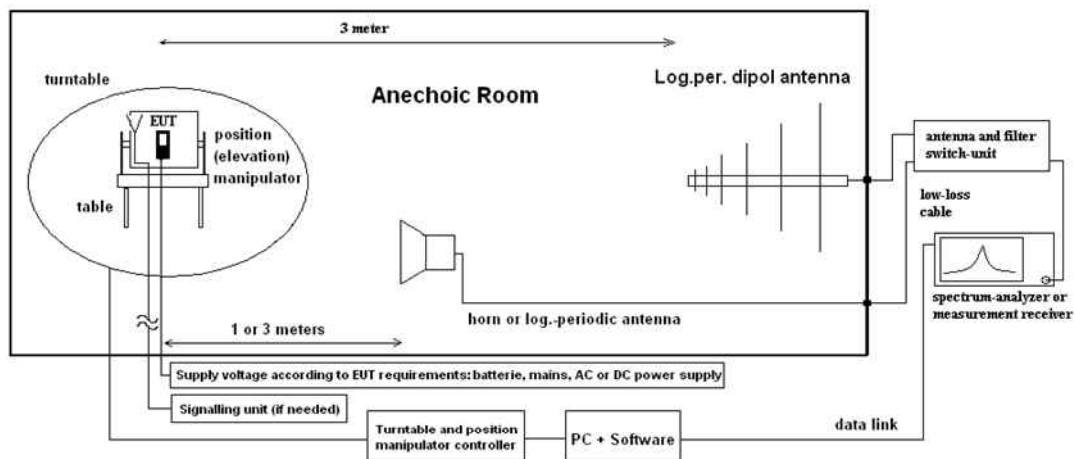 3 meter
turntable
Log.per. dipol antenna
Anechoic Room
EUT
position
(elevation)
manipulator
table
antenna and filter
switch-unit
low-loss
cable
spectrum-analyzer or
measurement receiver
horn or log.-periodic antenna
1 or 3 meters
Supply voltage according to EUT requirements: batterie, mains, AC or DC power supply
Signalling unit (if needed)
Turntable and position
manipulator controller
PC + Software
data link